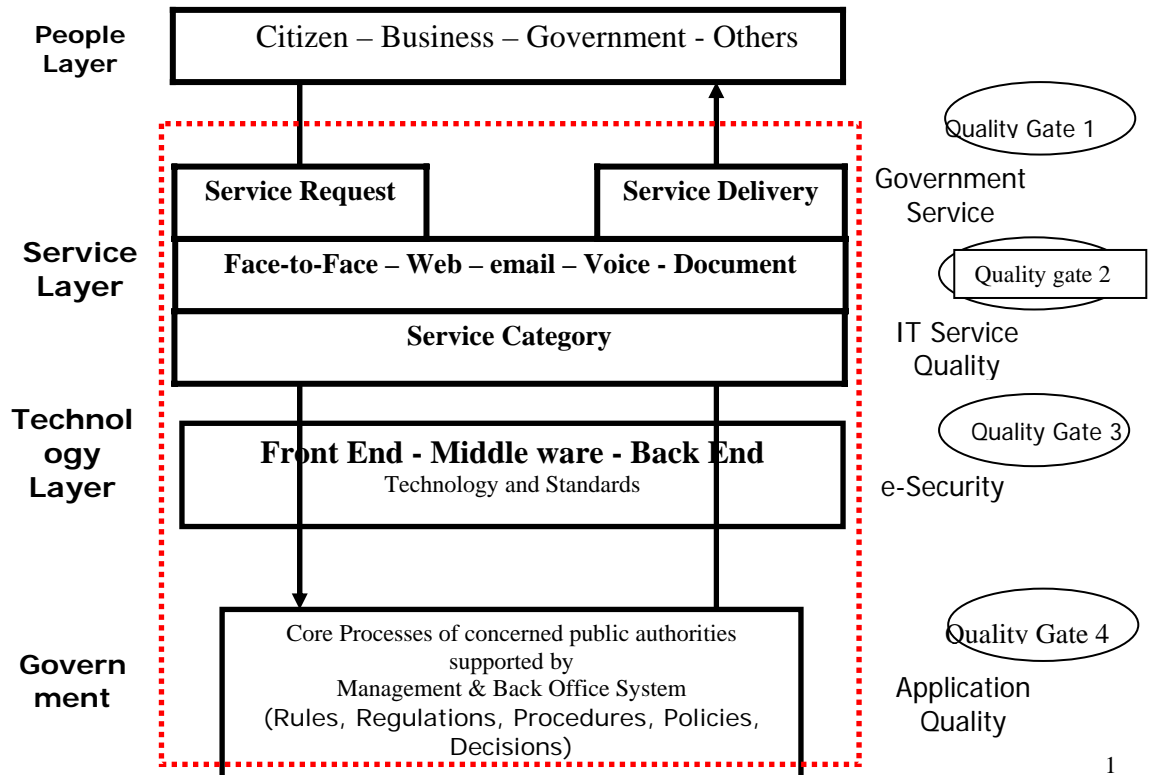 People
Layer
Citizen – Business – Government - Others
Quality Gate 1
Service Request
Service Delivery
Government
Service
Service
Layer
Face-to-Face – Web – email – Voice - Document
Quality gate 2
Service Category
IT Service
Quality
Technol
ogy
Layer
Front End - Middle ware - Back End
Technology and Standards
Quality Gate 3
e-Security
Govern
ment
Core Processes of concerned public authorities
supported by
Management & Back Office System
(Rules, Regulations, Procedures, Policies,
Decisions)
Quality Gate 4
Application
Quality
1